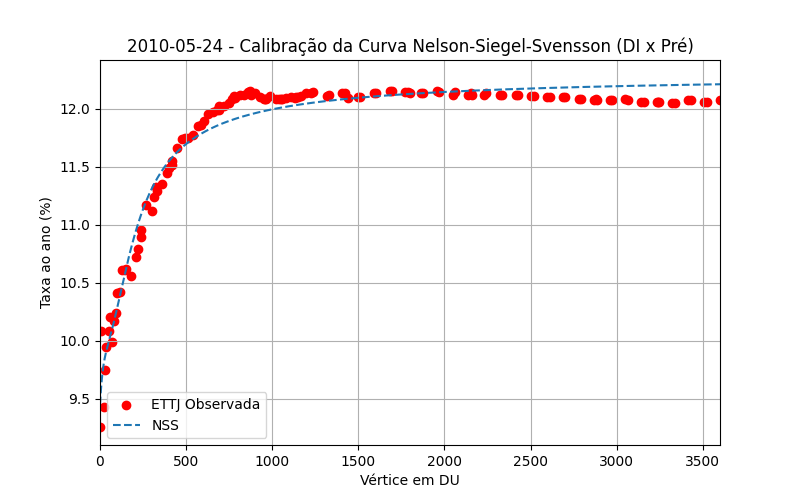 2010-05-24 - Calibração da Curva Nelson-Siegel-Svensson (DI x Pré)
Taxa ao ano (%)
12.0
11.5
11.0
10.5
10.0
9.5
ETTJ Observada
NSS
0 500 1000 1500 2000 2500 3000 3500
Vértice em DU